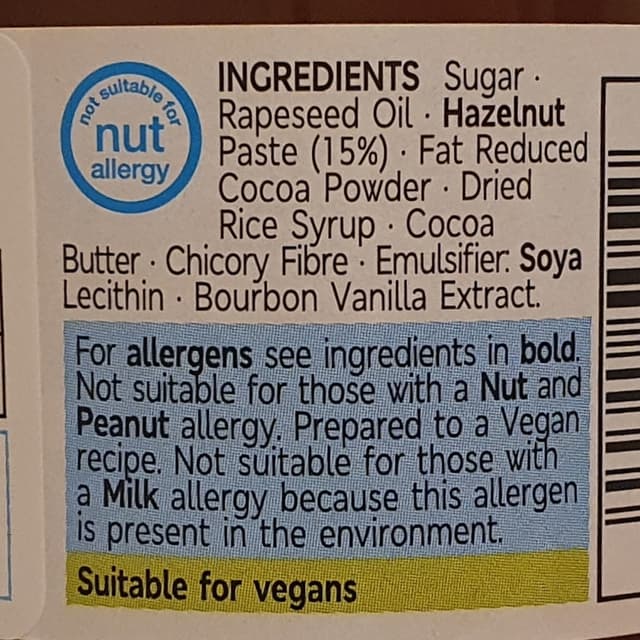 not suitable for
nut
allergy
INGREDIENTS Sugar ·
Rapeseed Oil · Hazelnut
Paste (15%) · Fat Reduced
Cocoa Powder · Dried
Rice Syrup · Cocoa
Butter · Chicory Fibre · Emulsifier: Soya
Lecithin · Bourbon Vanilla Extract.
For allergens see ingredients in bold.
Not suitable for those with a Nut and
Peanut allergy. Prepared to a Vegan
recipe. Not suitable for those with
a Milk allergy because this allergen
is present in the environment.
Suitable for vegans